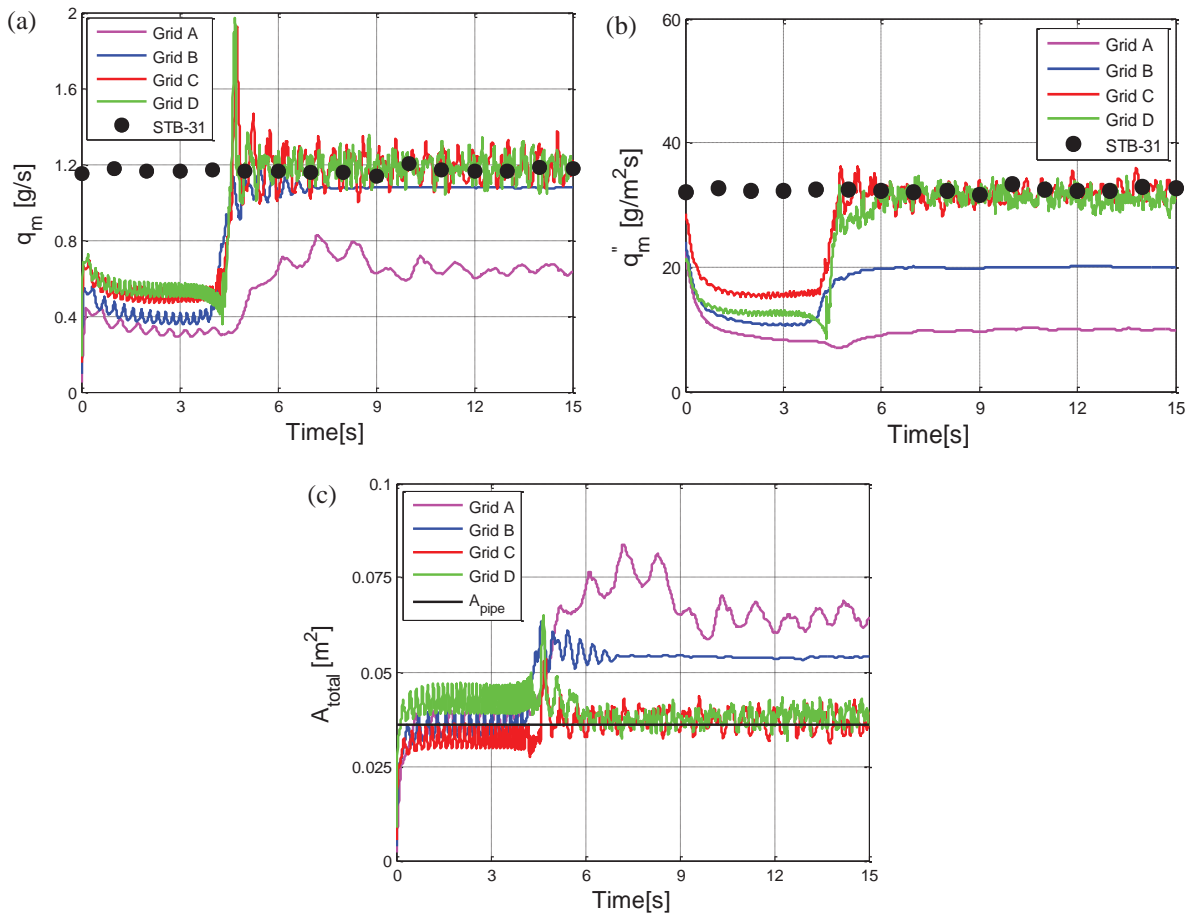 (a)
2
1.6
1.2
0.8
0.4
0
q_m [g/s]
Grid A
Grid B
Grid C
Grid D
STB-31
0 3 6 9 12 15
Time[s]
(b)
60
40
20
0
q''_m [g/m²s]
Grid A
Grid B
Grid C
Grid D
STB-31
0 3 6 9 12 15
Time[s]
(c)
0.1
0.075
0.05
0.025
0
A_total [m²]
Grid A
Grid B
Grid C
Grid D
A_pipe
0 3 6 9 12 15
Time[s]